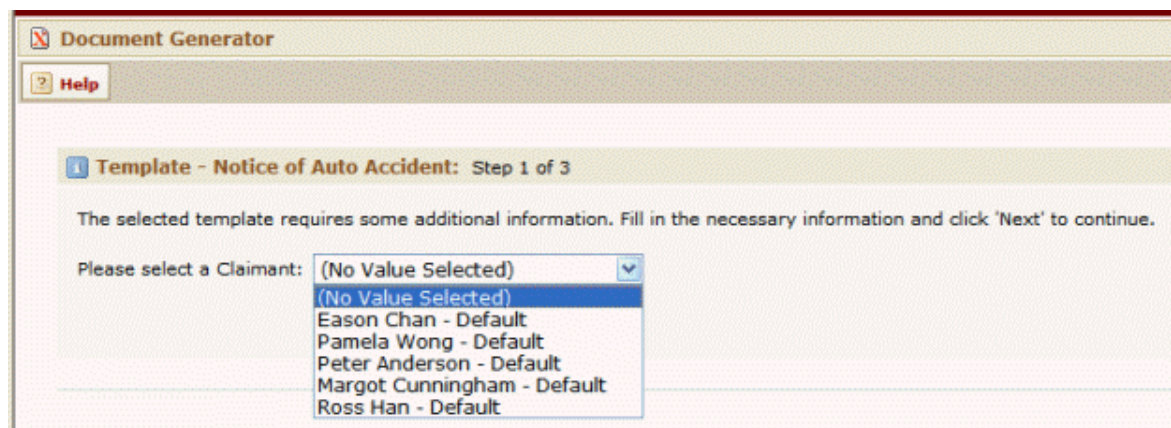 Document Generator
? Help
i Template - Notice of Auto Accident: Step 1 of 3
The selected template requires some additional information. Fill in the necessary information and click 'Next' to continue.
Please select a Claimant: (No Value Selected)
(No Value Selected)
Eason Chan - Default
Pamela Wong - Default
Peter Anderson - Default
Margot Cunningham - Default
Ross Han - Default